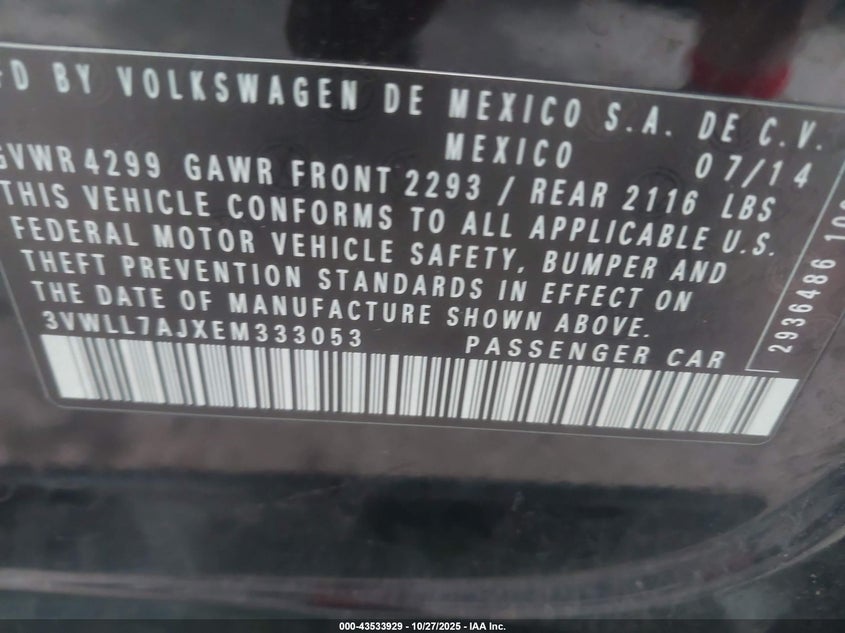 FD BY VOLKSWAGEN DE MEXICO S.A. DE C.V.
MEXICO 07/14
GVWR 4299 GAWR FRONT 2293 / REAR 2116 LBS
THIS VEHICLE CONFORMS TO ALL APPLICABLE U.S.
FEDERAL MOTOR VEHICLE SAFETY, BUMPER AND
THEFT PREVENTION STANDARDS IN EFFECT ON
THE DATE OF MANUFACTURE SHOWN ABOVE.
3VWLL7AJXEM333053 PASSENGER CAR
2936486
000-43533929 | 10/27/2025 - IAA Inc.